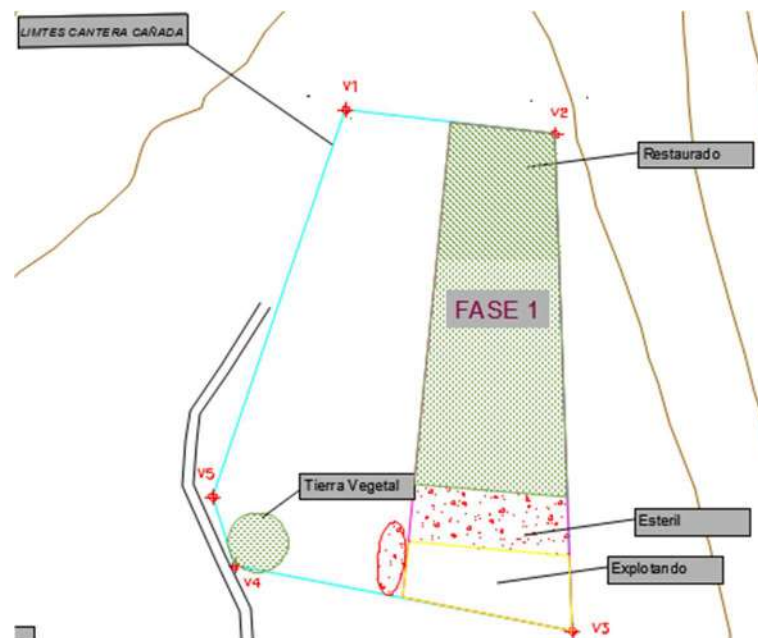 LIMTES CANTERA CAÑADA
V1
V2
Restaurado
FASE 1
V5
Tierra Vegetal
Esteril
V4
Explotando
V3